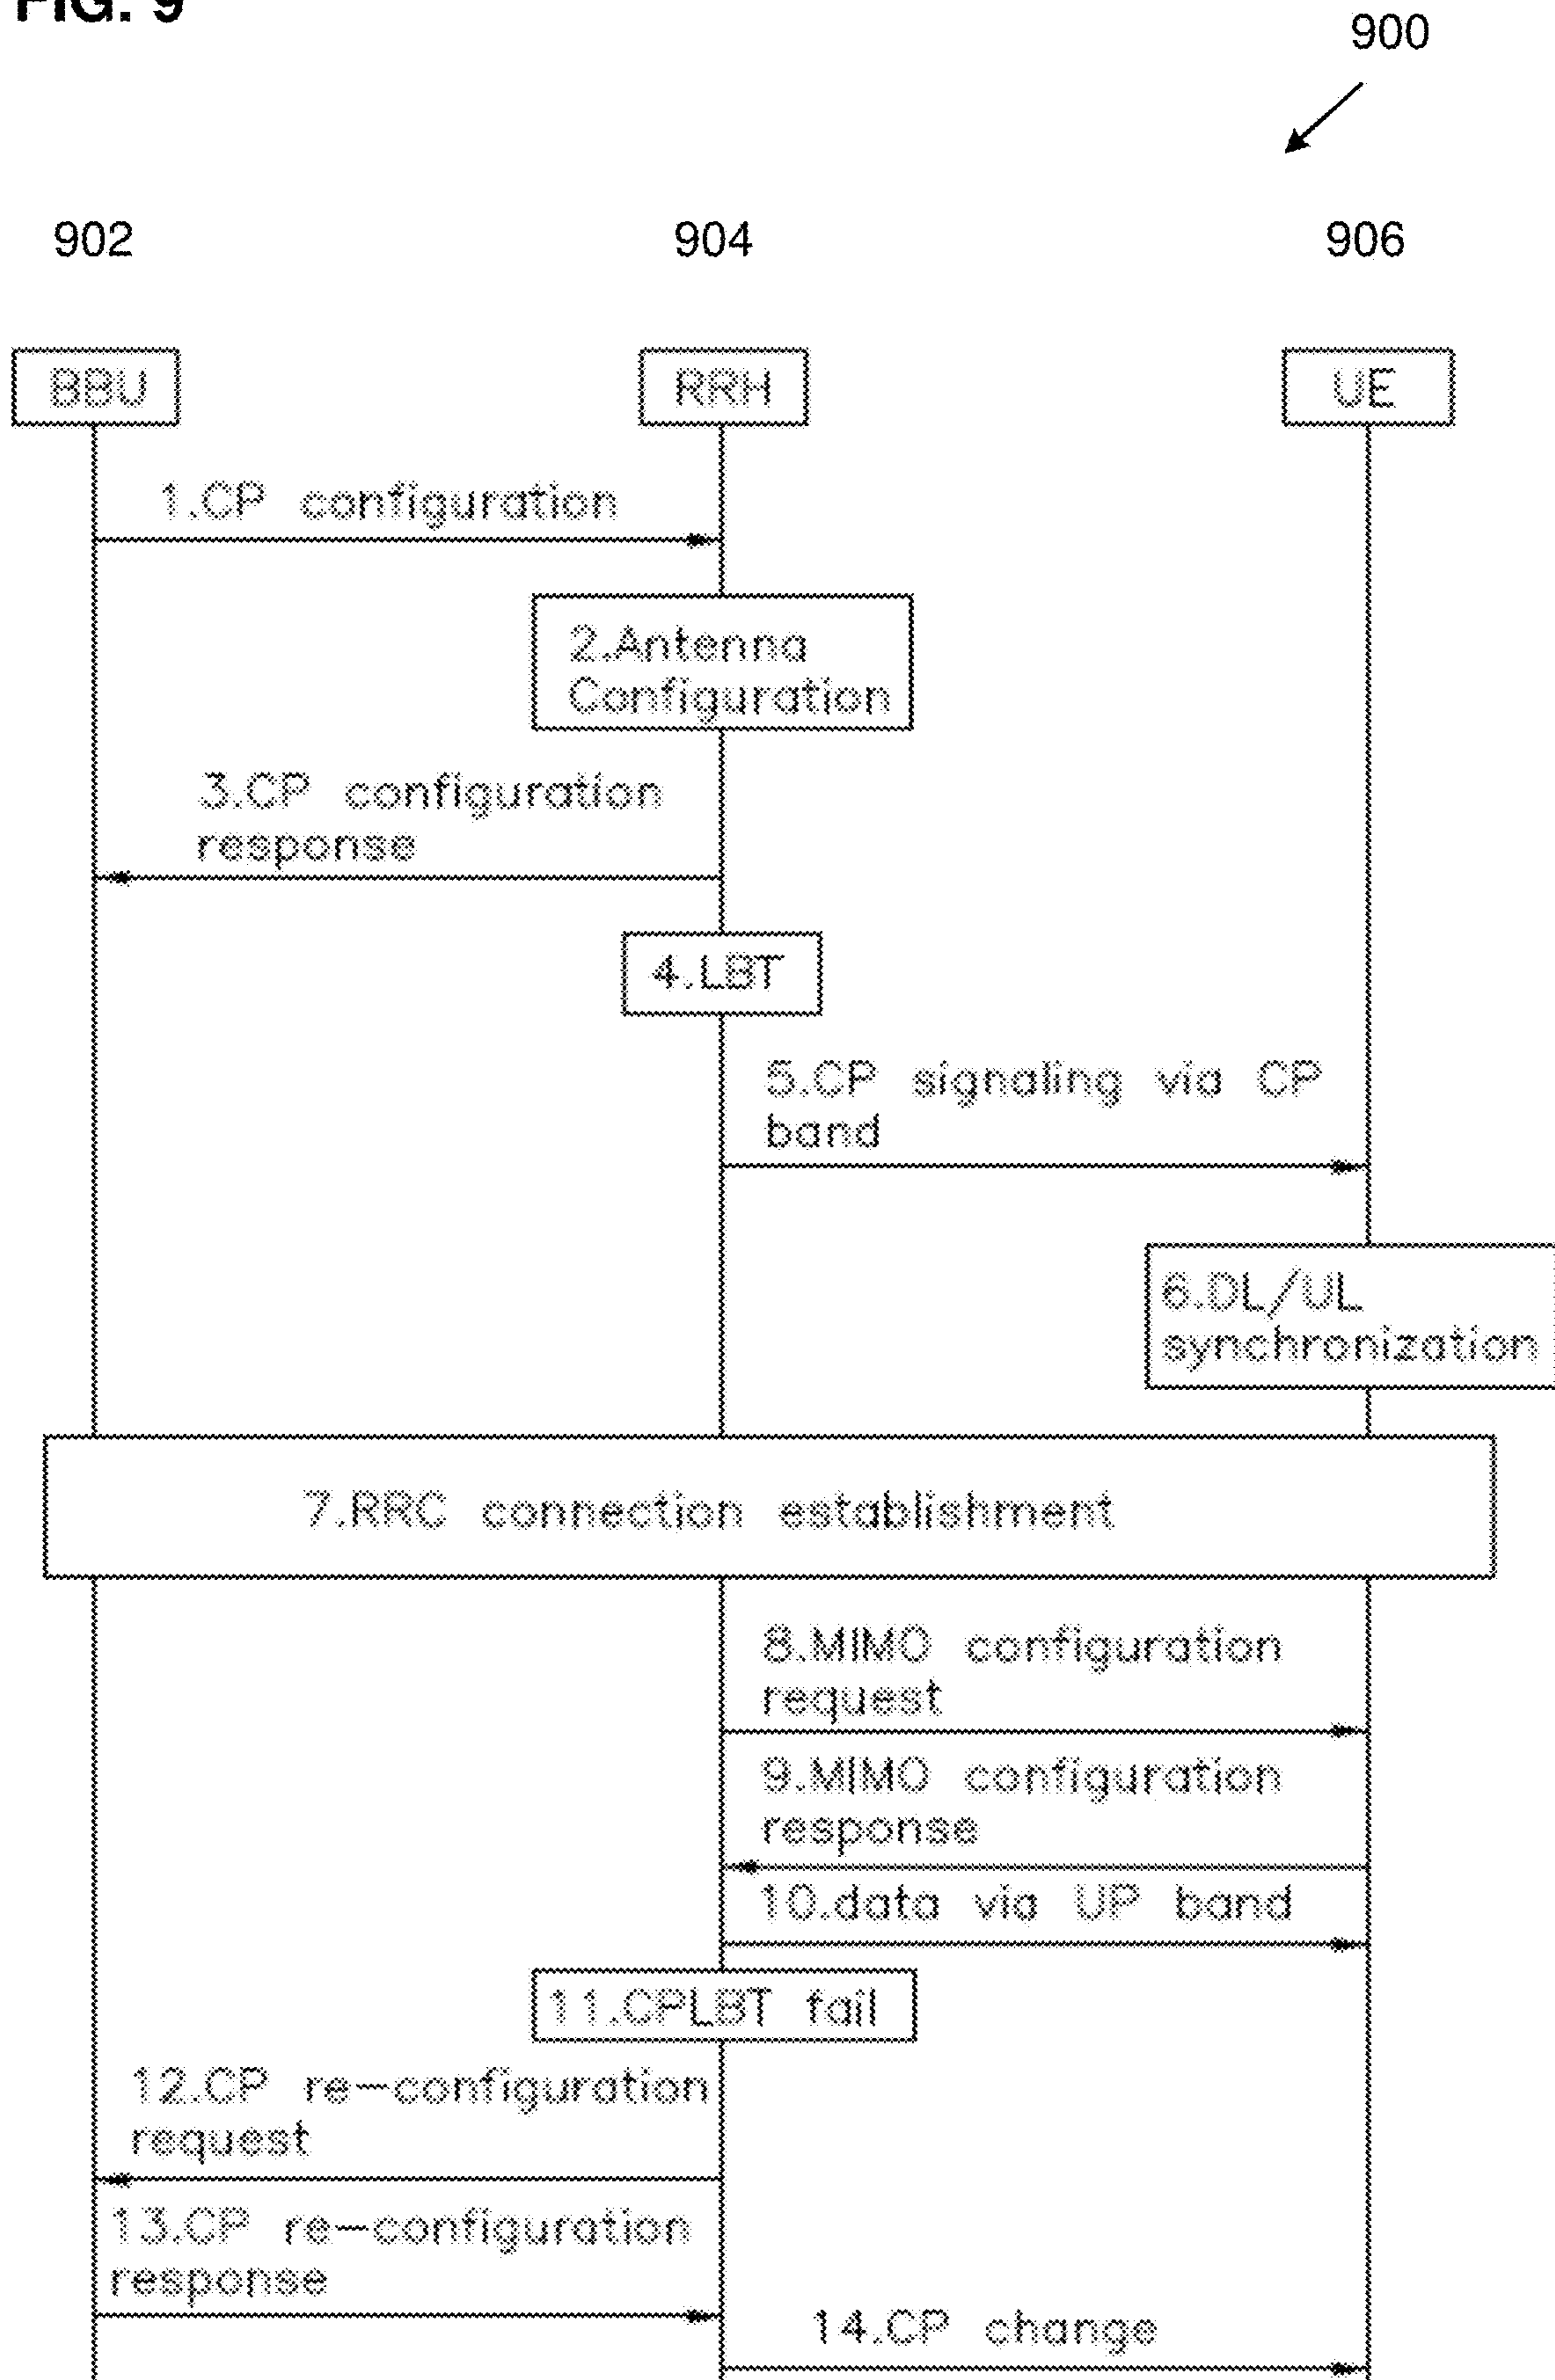 FIG. 9
900
902
904
906
BBU
RRH
UE
1.CP configuration
2.Antenna
Configuration
3.CP configuration
response
4.LBT
5.CP signaling via CP
band
6.DL/UL
synchronization
7.RRC connection establishment
8.MIMO configuration
request
9.MIMO configuration
response
10.data via UP band
11.CPLBT fail
12.CP re-configuration
request
13.CP re-configuration
response
14.CP change